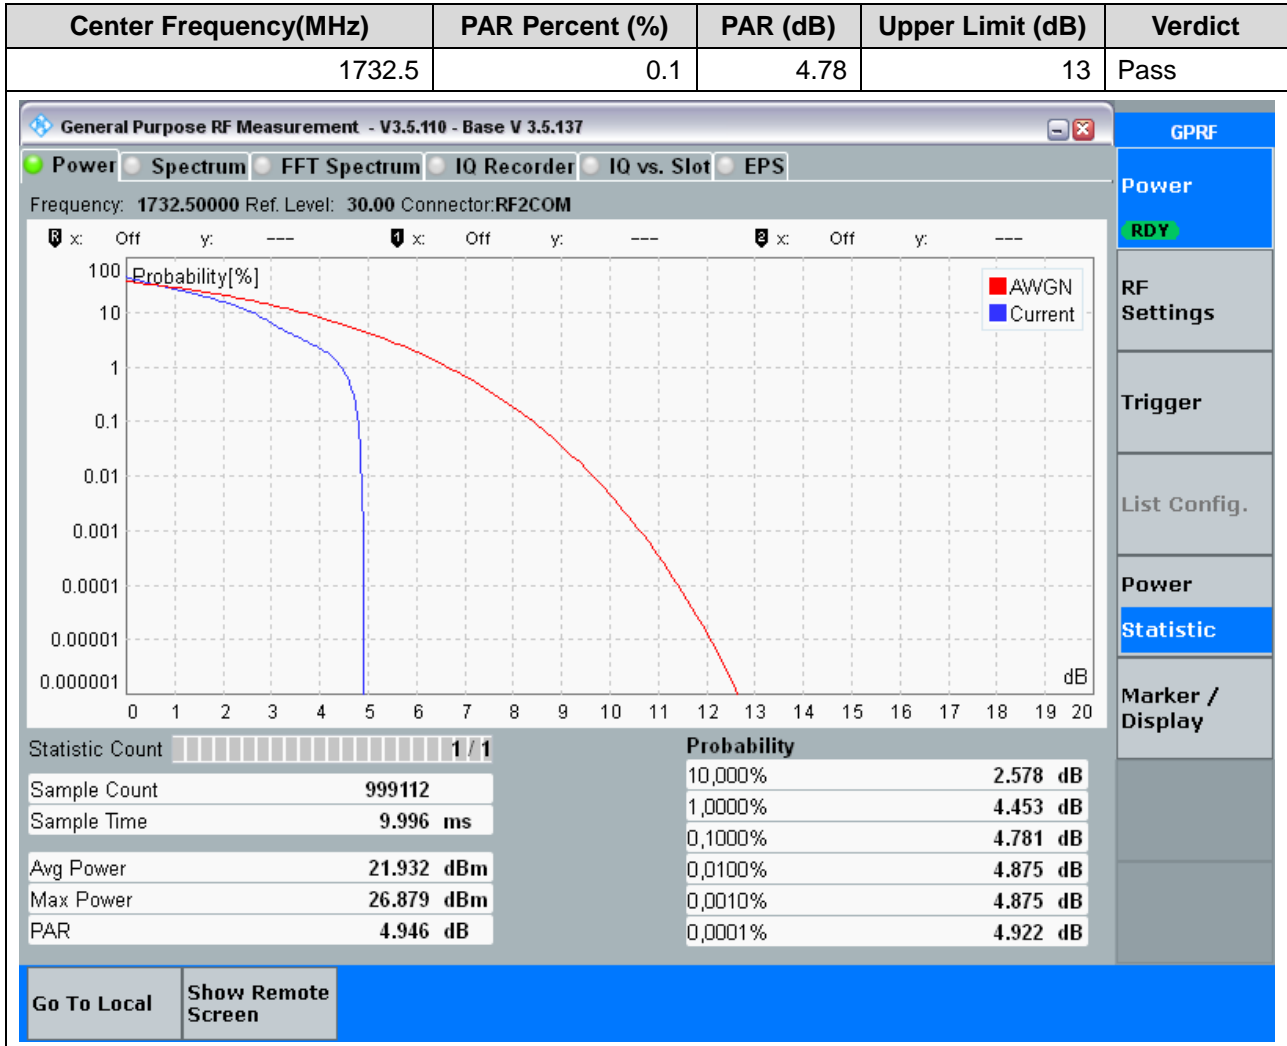 Center Frequency(MHz) PAR Percent (%) PAR (dB) Upper Limit (dB) Verdict
1732.5 0.1 4.78 13 Pass
General Purpose RF Measurement - V3.5.110 - Base V 3.5.137
GPRF
Power Spectrum FFT Spectrum IQ Recorder IQ vs. Slot EPS
Power
RDY
Frequency: 1732.50000 Ref. Level: 30.00 Connector:RF2COM
R x: Off y: --- 1 x: Off y: --- 2 x: Off y: ---
Probability[%]
AWGN
Current
100
10
1
0.1
0.01
0.001
0.0001
0.00001
0.000001
dB
0 1 2 3 4 5 6 7 8 9 10 11 12 13 14 15 16 17 18 19 20
RF
Settings
Trigger
List Config.
Power
Statistic
Marker /
Display
Statistic Count 1 / 1
Sample Count 999112
Sample Time 9.996 ms
Avg Power 21.932 dBm
Max Power 26.879 dBm
PAR 4.946 dB
Probability
10,000% 2.578 dB
1,0000% 4.453 dB
0,1000% 4.781 dB
0,0100% 4.875 dB
0,0010% 4.875 dB
0,0001% 4.922 dB
Go To Local
Show Remote
Screen